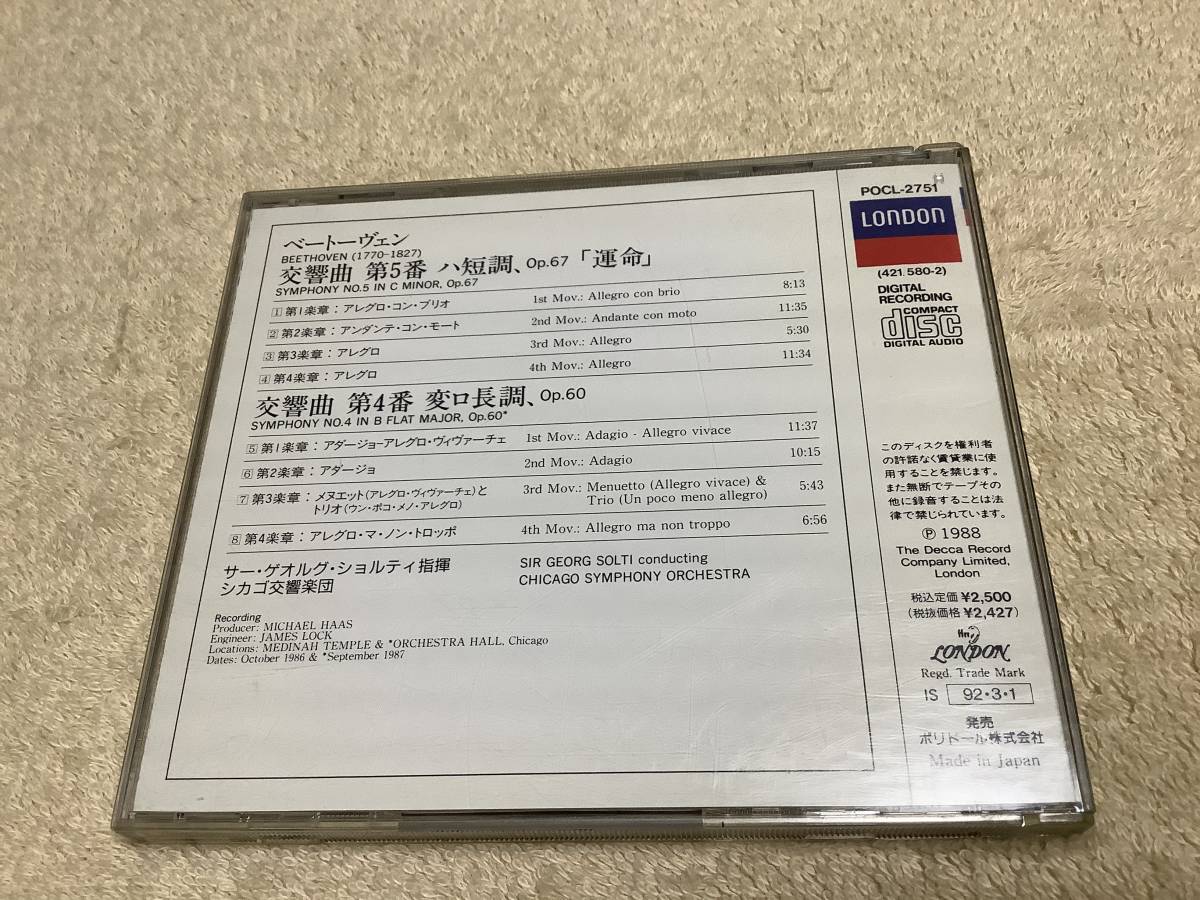 ベートーヴェン
BEETHOVEN (1770-1827)
交響曲 第5番 ハ短調、Op.67 「運命」
SYMPHONY NO.5 IN C MINOR, Op.67
1 第1楽章：アレグロ・コン・ブリオ 1st Mov.: Allegro con brio 8:13
2 第2楽章：アンダンテ・コン・モート 2nd Mov.: Andante con moto 11:35
3 第3楽章：アレグロ 3rd Mov.: Allegro 5:30
4 第4楽章：アレグロ 4th Mov.: Allegro 11:34
交響曲 第4番 変ロ長調、Op.60
SYMPHONY NO.4 IN B FLAT MAJOR, Op.60*
5 第1楽章：アダージョ-アレグロ・ヴィヴァーチェ 1st Mov.: Adagio - Allegro vivace 11:37
6 第2楽章：アダージョ 2nd Mov.: Adagio 10:15
7 第3楽章：メヌエット(アレグロ・ヴィヴァーチェ)と 3rd Mov.: Menuetto (Allegro vivace) & 5:43
トリオ(ウン・ポコ・メノ・アレグロ) Trio (Un poco meno allegro)
8 第4楽章：アレグロ・マ・ノン・トロッポ 4th Mov.: Allegro ma non troppo 6:56
サー・ゲオルグ・ショルティ指揮 SIR GEORG SOLTI conducting
シカゴ交響楽団 CHICAGO SYMPHONY ORCHESTRA
Recording
Producer: MICHAEL HAAS
Engineer: JAMES LOCK
Locations: MEDINAH TEMPLE & *ORCHESTRA HALL, Chicago
Dates: October 1986 & *September 1987
POCL-2751
LONDON
(421 580-2)
DIGITAL
RECORDING
COMPACT
disc
DIGITAL AUDIO
このディスクを権利者
の許諾なく賃貸業に使
用することを禁じます。
また無断でテープその
他に録音することは法
律で禁じられています。
Ⓟ 1988
The Decca Record
Company Limited,
London
税込定価 ¥2,500
(税抜価格 ¥2,427)
LONDON
Regd. Trade Mark
IS 92・3・1
発売
ポリドール株式会社
Made in Japan